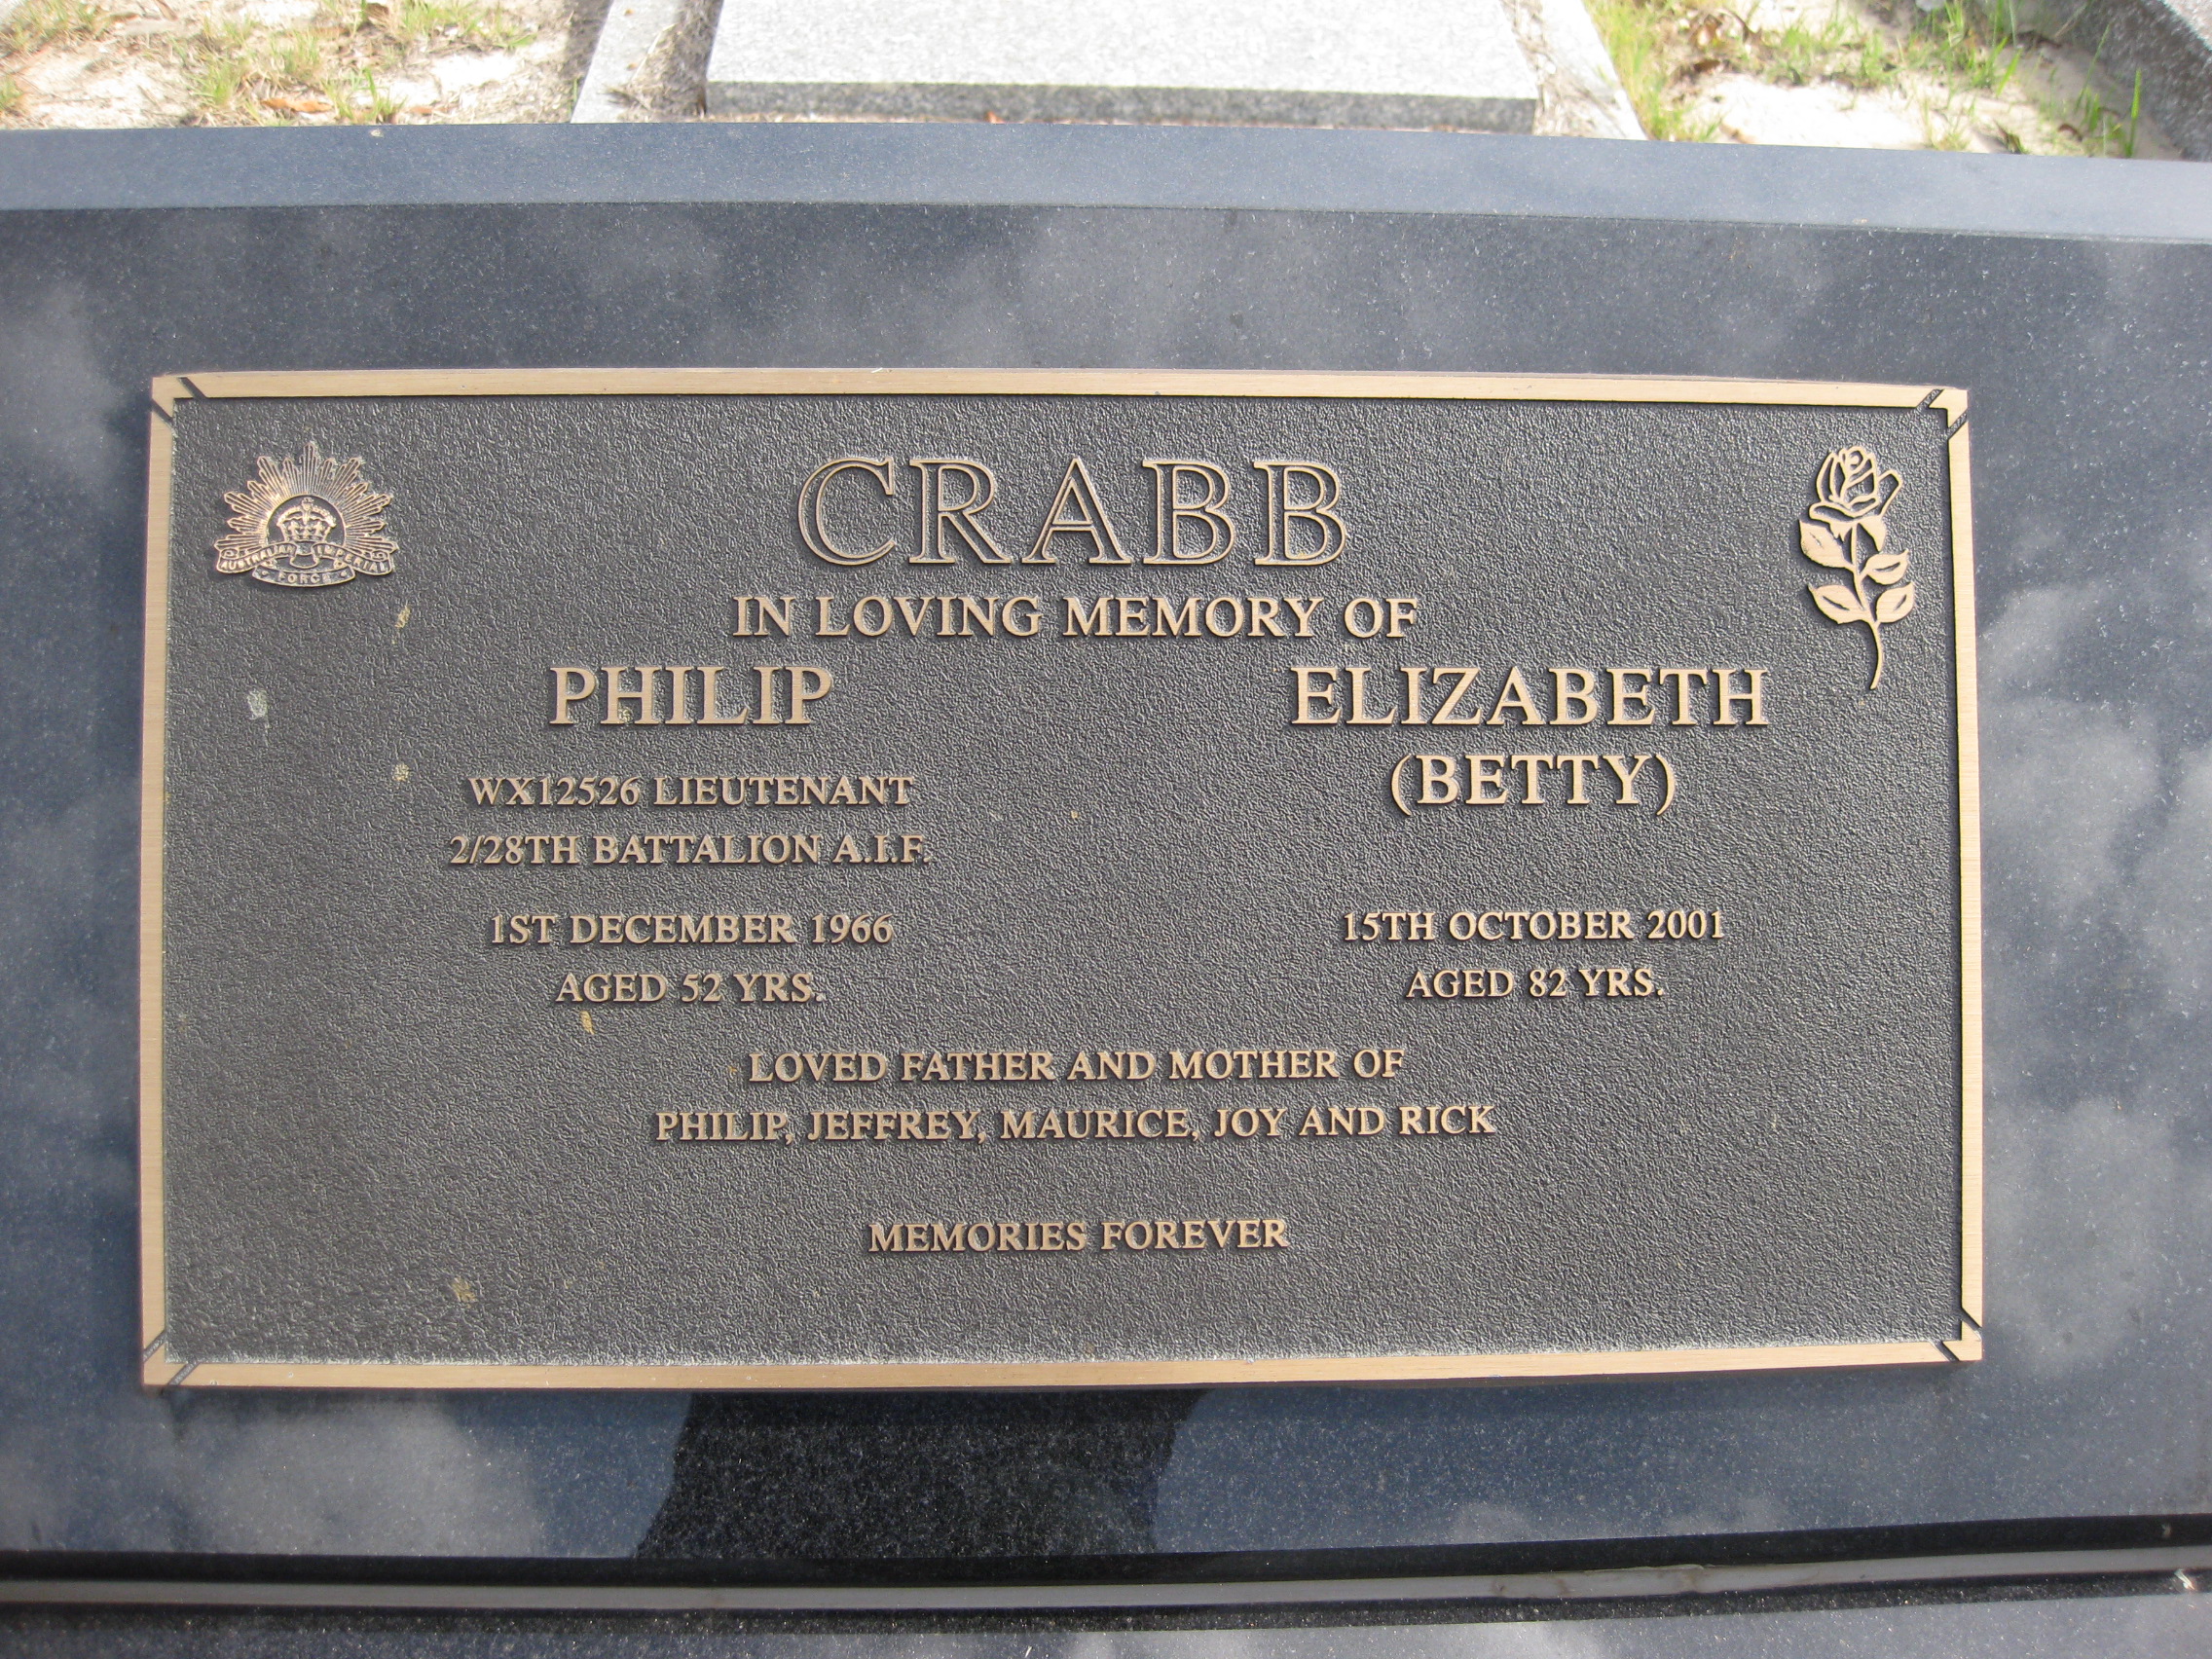 CRABB
IN LOVING MEMORY OF
PHILIP
WX12526 LIEUTENANT
2/28TH BATTALION A.I.F.
1ST DECEMBER 1966
AGED 52 YRS.
ELIZABETH
(BETTY)
15TH OCTOBER 2001
AGED 82 YRS.
LOVED FATHER AND MOTHER OF
PHILIP, JEFFREY, MAURICE, JOY AND RICK
MEMORIES FOREVER
AUSTRALIAN IMPERIAL
FORCE